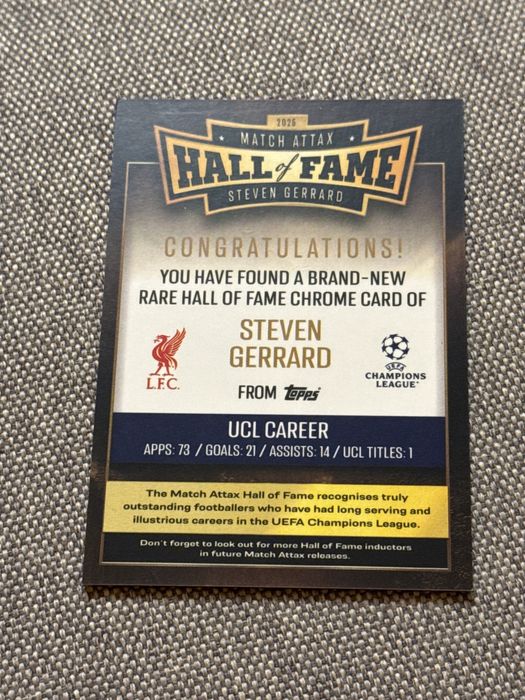 2026
MATCH ATTAX
HALL of FAME
STEVEN GERRARD
CONGRATULATIONS!
YOU HAVE FOUND A BRAND-NEW
RARE HALL OF FAME CHROME CARD OF
STEVEN
GERRARD
L.F.C.
UEFA
CHAMPIONS
LEAGUE
FROM topps
UCL CAREER
APPS: 73 / GOALS: 21 / ASSISTS: 14 / UCL TITLES: 1
The Match Attax Hall of Fame recognises truly
outstanding footballers who have had long serving and
illustrious careers in the UEFA Champions League.
Don't forget to look out for more Hall of Fame inductors
in future Match Attax releases.